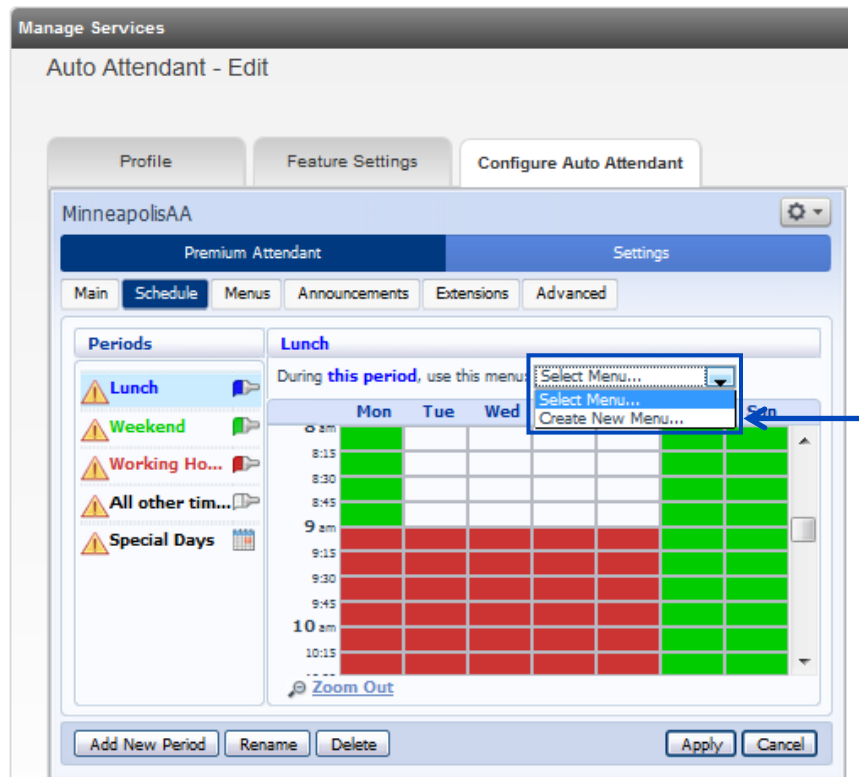 Manage Services
Auto Attendant - Edit
Profile Feature Settings Configure Auto Attendant
MinneapolisAA
Premium Attendant Settings
Main Schedule Menus Announcements Extensions Advanced
Periods Lunch
During this period, use this menu: Select Menu...
Select Menu...
Create New Menu...
Lunch
Weekend
Working Ho...
All other tim...
Special Days
Mon Tue Wed Sun
8 am
8:15
8:30
8:45
9 am
9:15
9:30
9:45
10 am
10:15
Zoom Out
Add New Period Rename Delete Apply Cancel